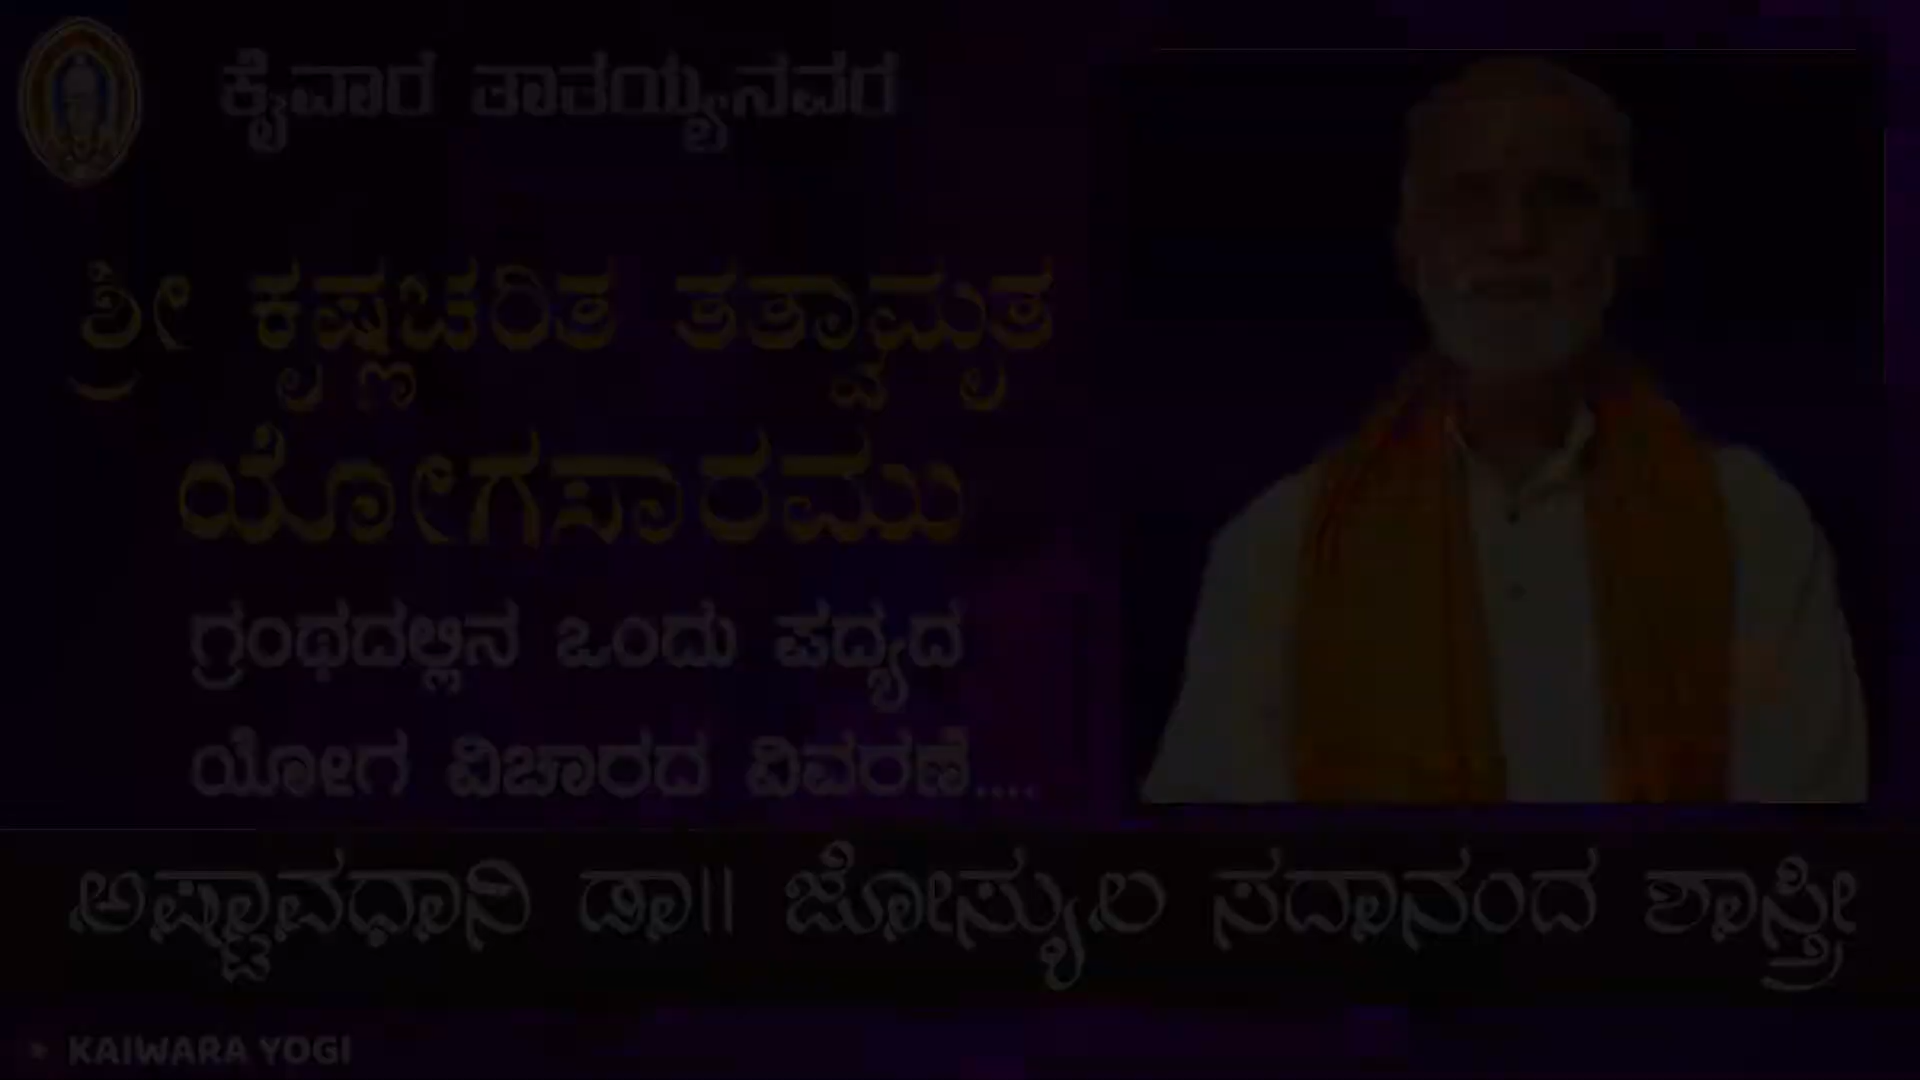 ಕೈವಾರ ತಾತಯ್ಯನವರ
ಶ್ರೀ ಕೃಷ್ಣಚರಿತ ತತ್ವಾಮೃತ
ಯೋಗಸಾರಮು
ಗ್ರಂಥದಲ್ಲಿನ ಒಂದು ಪದ್ಯದ
ಯೋಗ ವಿಚಾರದ ವಿವರಣೆ....
ಅಷ್ಟಾವಧಾನಿ ಡಾ|| ಜೋಸ್ಯುಲ ಸದಾನಂದ ಶಾಸ್ತ್ರೀ
KAIWARA YOGI